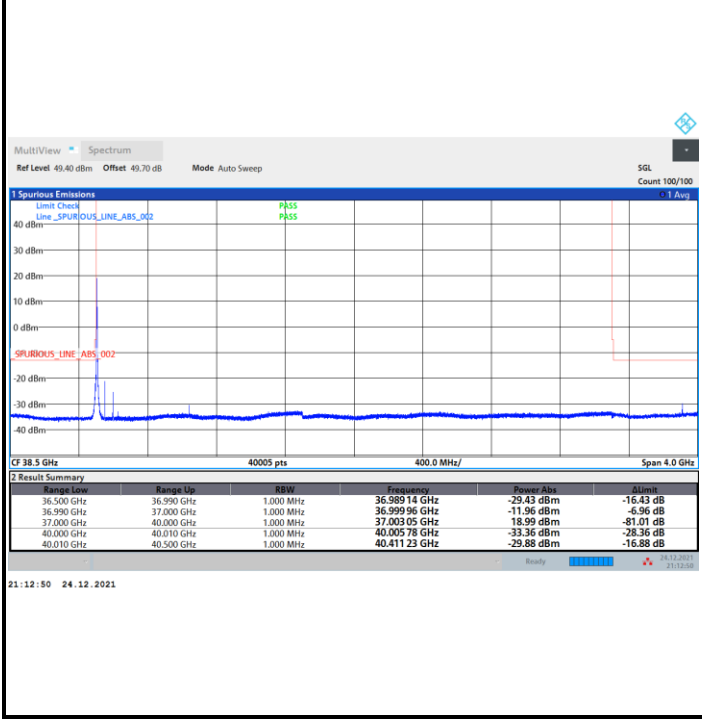 MultiView Spectrum
Ref Level 49.40 dBm Offset 49.70 dB Mode Auto Sweep SGL
Count 100/100
1 Spurious Emissions 1 Avg
Limit Check PASS
Line _SPURIOUS_LINE_ABS_002 PASS
40 dBm
30 dBm
20 dBm
10 dBm
0 dBm
_SPURIOUS_LINE_ABS_002
-20 dBm
-30 dBm
-40 dBm
CF 38.5 GHz 40005 pts 400.0 MHz/ Span 4.0 GHz
2 Result Summary
Range Low Range Up RBW Frequency Power Abs ΔLimit
36.500 GHz 36.990 GHz 1.000 MHz 36.989 14 GHz -29.43 dBm -16.43 dB
36.990 GHz 37.000 GHz 1.000 MHz 36.999 96 GHz -11.96 dBm -6.96 dB
37.000 GHz 40.000 GHz 1.000 MHz 37.003 05 GHz 18.99 dBm -81.01 dB
40.000 GHz 40.010 GHz 1.000 MHz 40.005 78 GHz -33.36 dBm -28.36 dB
40.010 GHz 40.500 GHz 1.000 MHz 40.411 23 GHz -29.88 dBm -16.88 dB
Ready 24.12.2021
21:12:50
21:12:50 24.12.2021